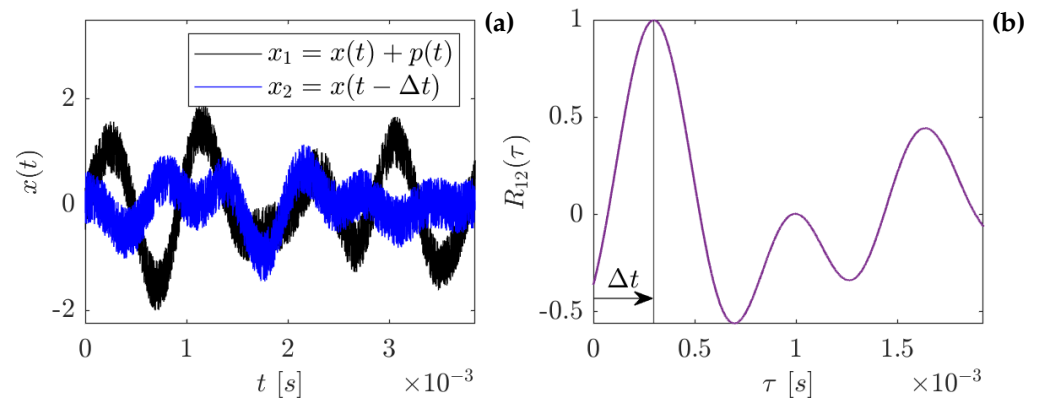 (a)
x₁ = x(t) + p(t)
x₂ = x(t − Δt)
x(t)
2
0
-2
0
1
2
3
t [s]
×10⁻³
(b)
R₁₂(τ)
1
0.5
0
-0.5
Δt
0
0.5
1
1.5
τ [s]
×10⁻³